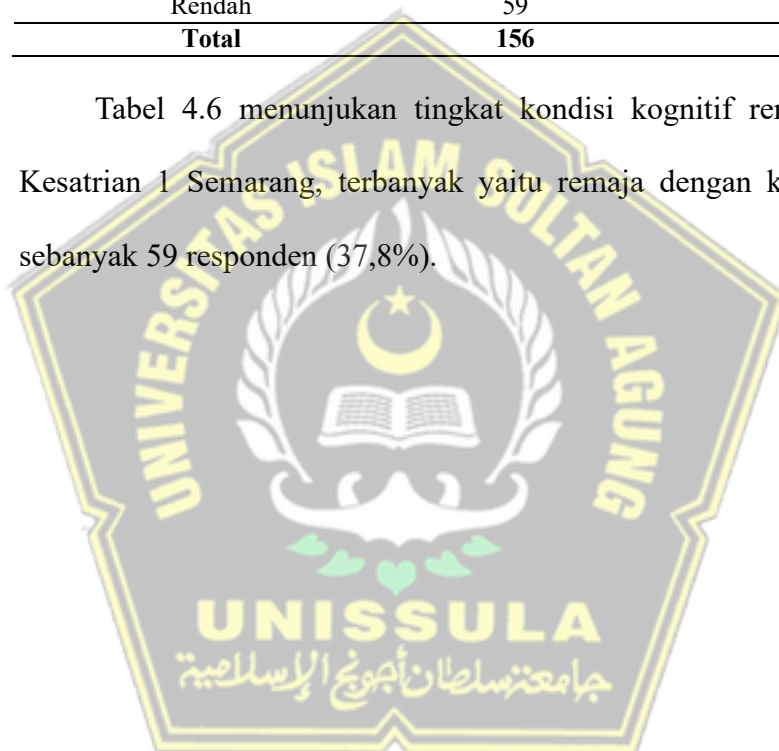 Rendah 59
Total 156
Tabel 4.6 menunjukan tingkat kondisi kognitif
Kesatrian 1 Semarang, terbanyak yaitu remaja dengan
sebanyak 59 responden (37,8%).
UNIVERSITAS ISLAM SULTAN AGUNG
UNISSULA
جامعة سلطان أجونج الإسلامية